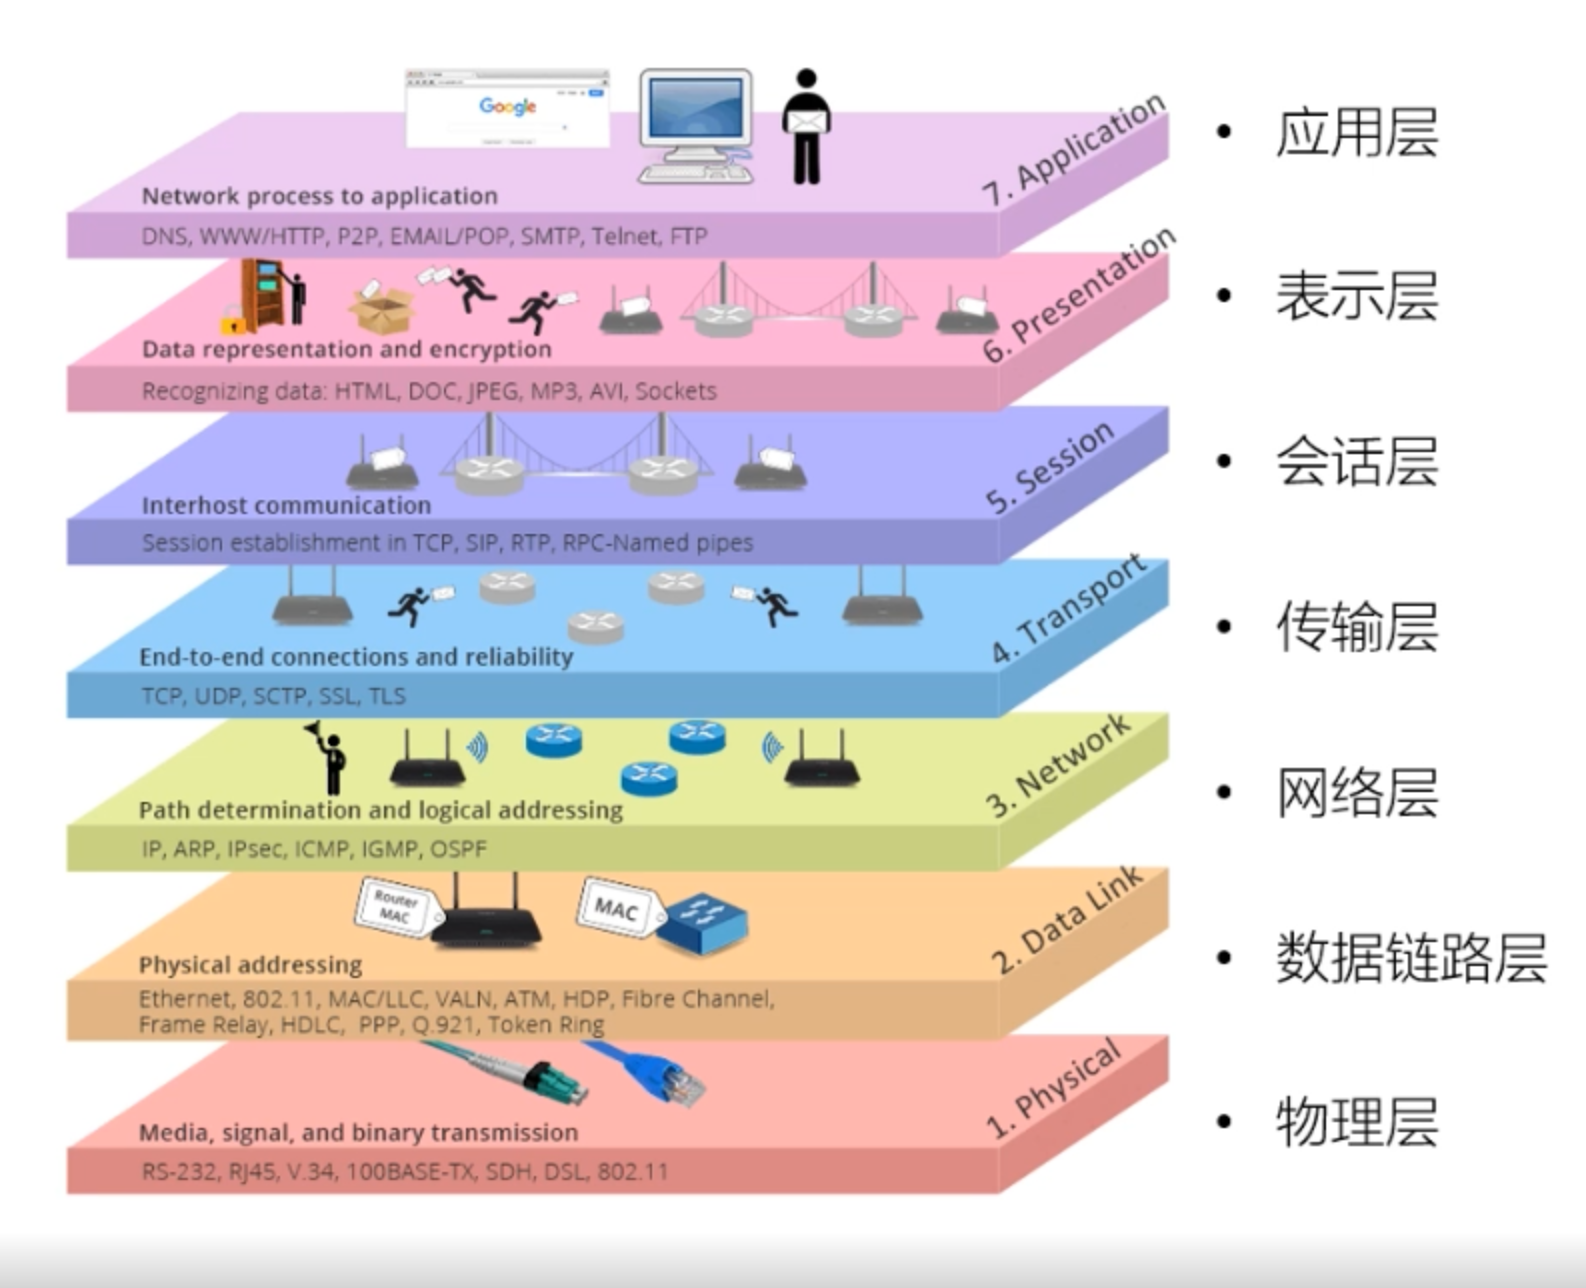 Google
7. Application
Network process to application
DNS, WWW/HTTP, P2P, EMAIL/POP, SMTP, Telnet, FTP
• 应用层
6. Presentation
Data representation and encryption
Recognizing data: HTML, DOC, JPEG, MP3, AVI, Sockets
• 表示层
5. Session
Interhost communication
Session establishment in TCP, SIP, RTP, RPC-Named pipes
• 会话层
4. Transport
End-to-end connections and reliability
TCP, UDP, SCTP, SSL, TLS
• 传输层
3. Network
Path determination and logical addressing
IP, ARP, IPsec, ICMP, IGMP, OSPF
• 网络层
2. Data Link
Router
MAC
MAC
Physical addressing
Ethernet, 802.11, MAC/LLC, VALN, ATM, HDP, Fibre Channel,
Frame Relay, HDLC, PPP, Q.921, Token Ring
• 数据链路层
1. Physical
Media, signal, and binary transmission
RS-232, RJ45, V.34, 100BASE-TX, SDH, DSL, 802.11
• 物理层